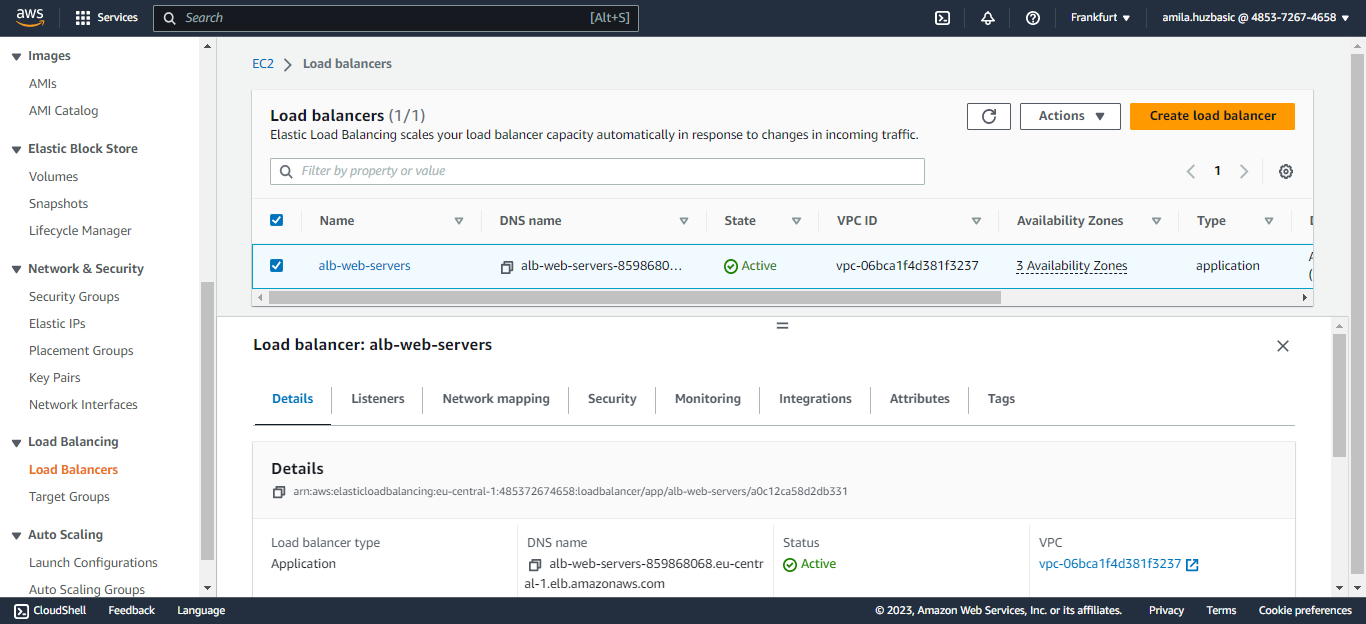 aws
Services
Search
[Alt+S]
Frankfurt
amila.huzbasic @ 4853-7267-4658
Images
AMIs
AMI Catalog
Elastic Block Store
Volumes
Snapshots
Lifecycle Manager
Network & Security
Security Groups
Elastic IPs
Placement Groups
Key Pairs
Network Interfaces
Load Balancing
Load Balancers
Target Groups
Auto Scaling
Launch Configurations
Auto Scaling Groups
EC2
Load balancers
Load balancers (1/1)
Elastic Load Balancing scales your load balancer capacity automatically in response to changes in incoming traffic.
Actions
Create load balancer
Filter by property or value
1
Name
DNS name
State
VPC ID
Availability Zones
Type
alb-web-servers
alb-web-servers-8598680...
Active
vpc-06bca1f4d381f3237
3 Availability Zones
application
Load balancer: alb-web-servers
Details
Listeners
Network mapping
Security
Monitoring
Integrations
Attributes
Tags
Details
arn:aws:elasticloadbalancing:eu-central-1:485372674658:loadbalancer/app/alb-web-servers/a0c12ca58d2db331
Load balancer type
Application
DNS name
alb-web-servers-859868068.eu-centr
al-1.elb.amazonaws.com
Status
Active
VPC
vpc-06bca1f4d381f3237
CloudShell
Feedback
Language
© 2023, Amazon Web Services, Inc. or its affiliates.
Privacy
Terms
Cookie preferences